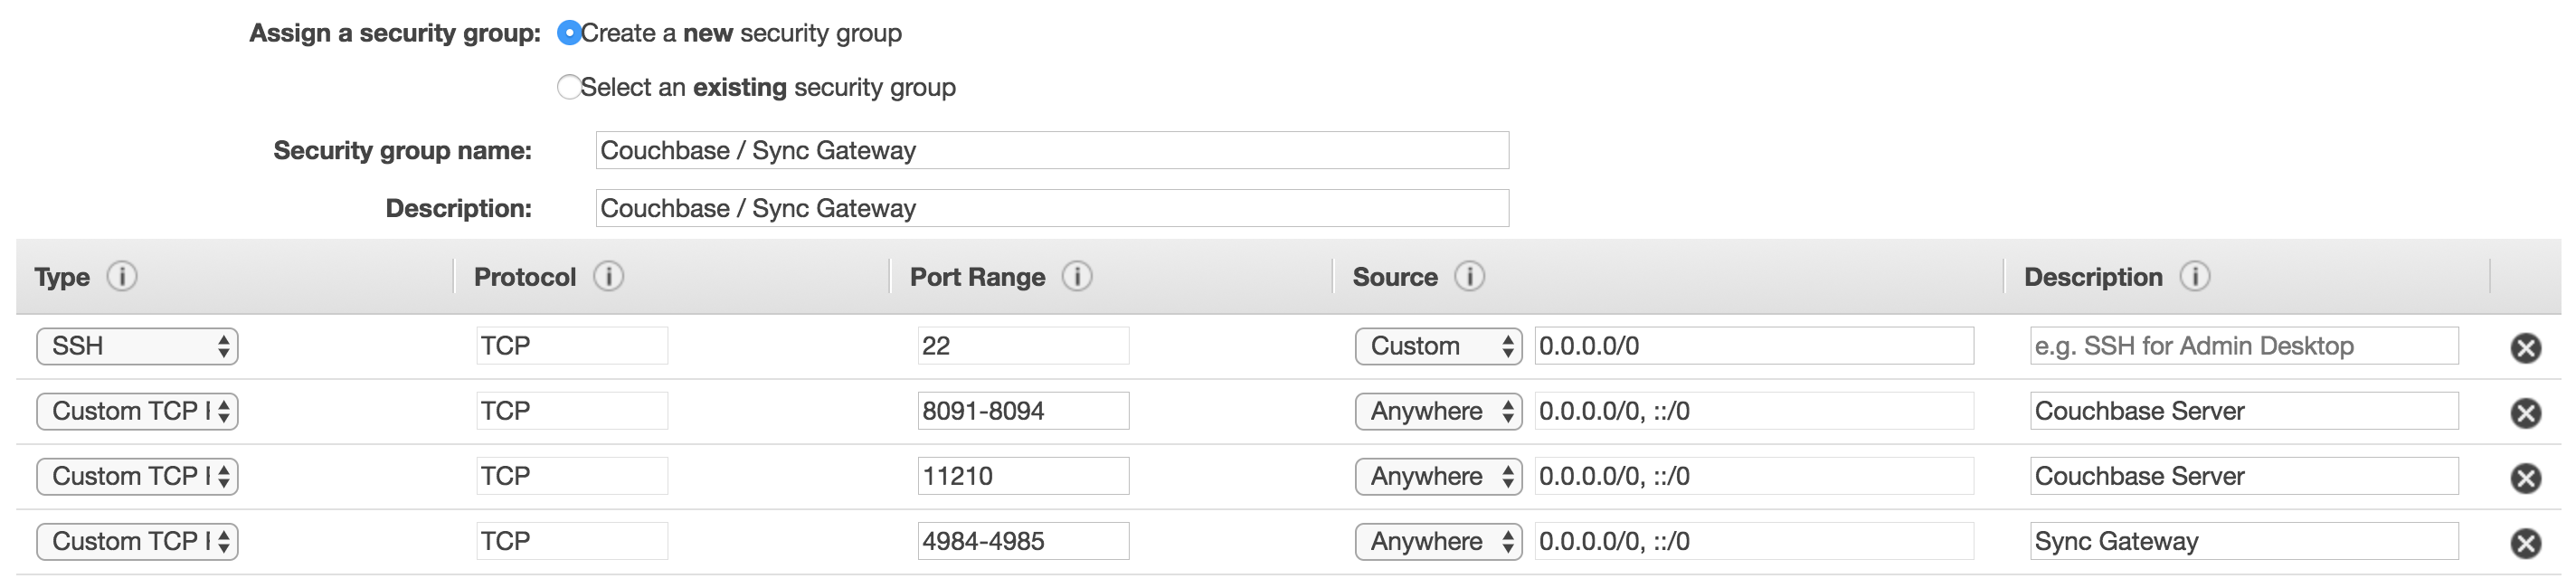 Assign a security group: Create a new security group
Select an existing security group
Security group name: Couchbase / Sync Gateway
Description: Couchbase / Sync Gateway
Type i Protocol i Port Range i Source i Description i
SSH TCP 22 Custom 0.0.0.0/0 e.g. SSH for Admin Desktop
Custom TCP TCP 8091-8094 Anywhere 0.0.0.0/0, ::/0 Couchbase Server
Custom TCP TCP 11210 Anywhere 0.0.0.0/0, ::/0 Couchbase Server
Custom TCP TCP 4984-4985 Anywhere 0.0.0.0/0, ::/0 Sync Gateway